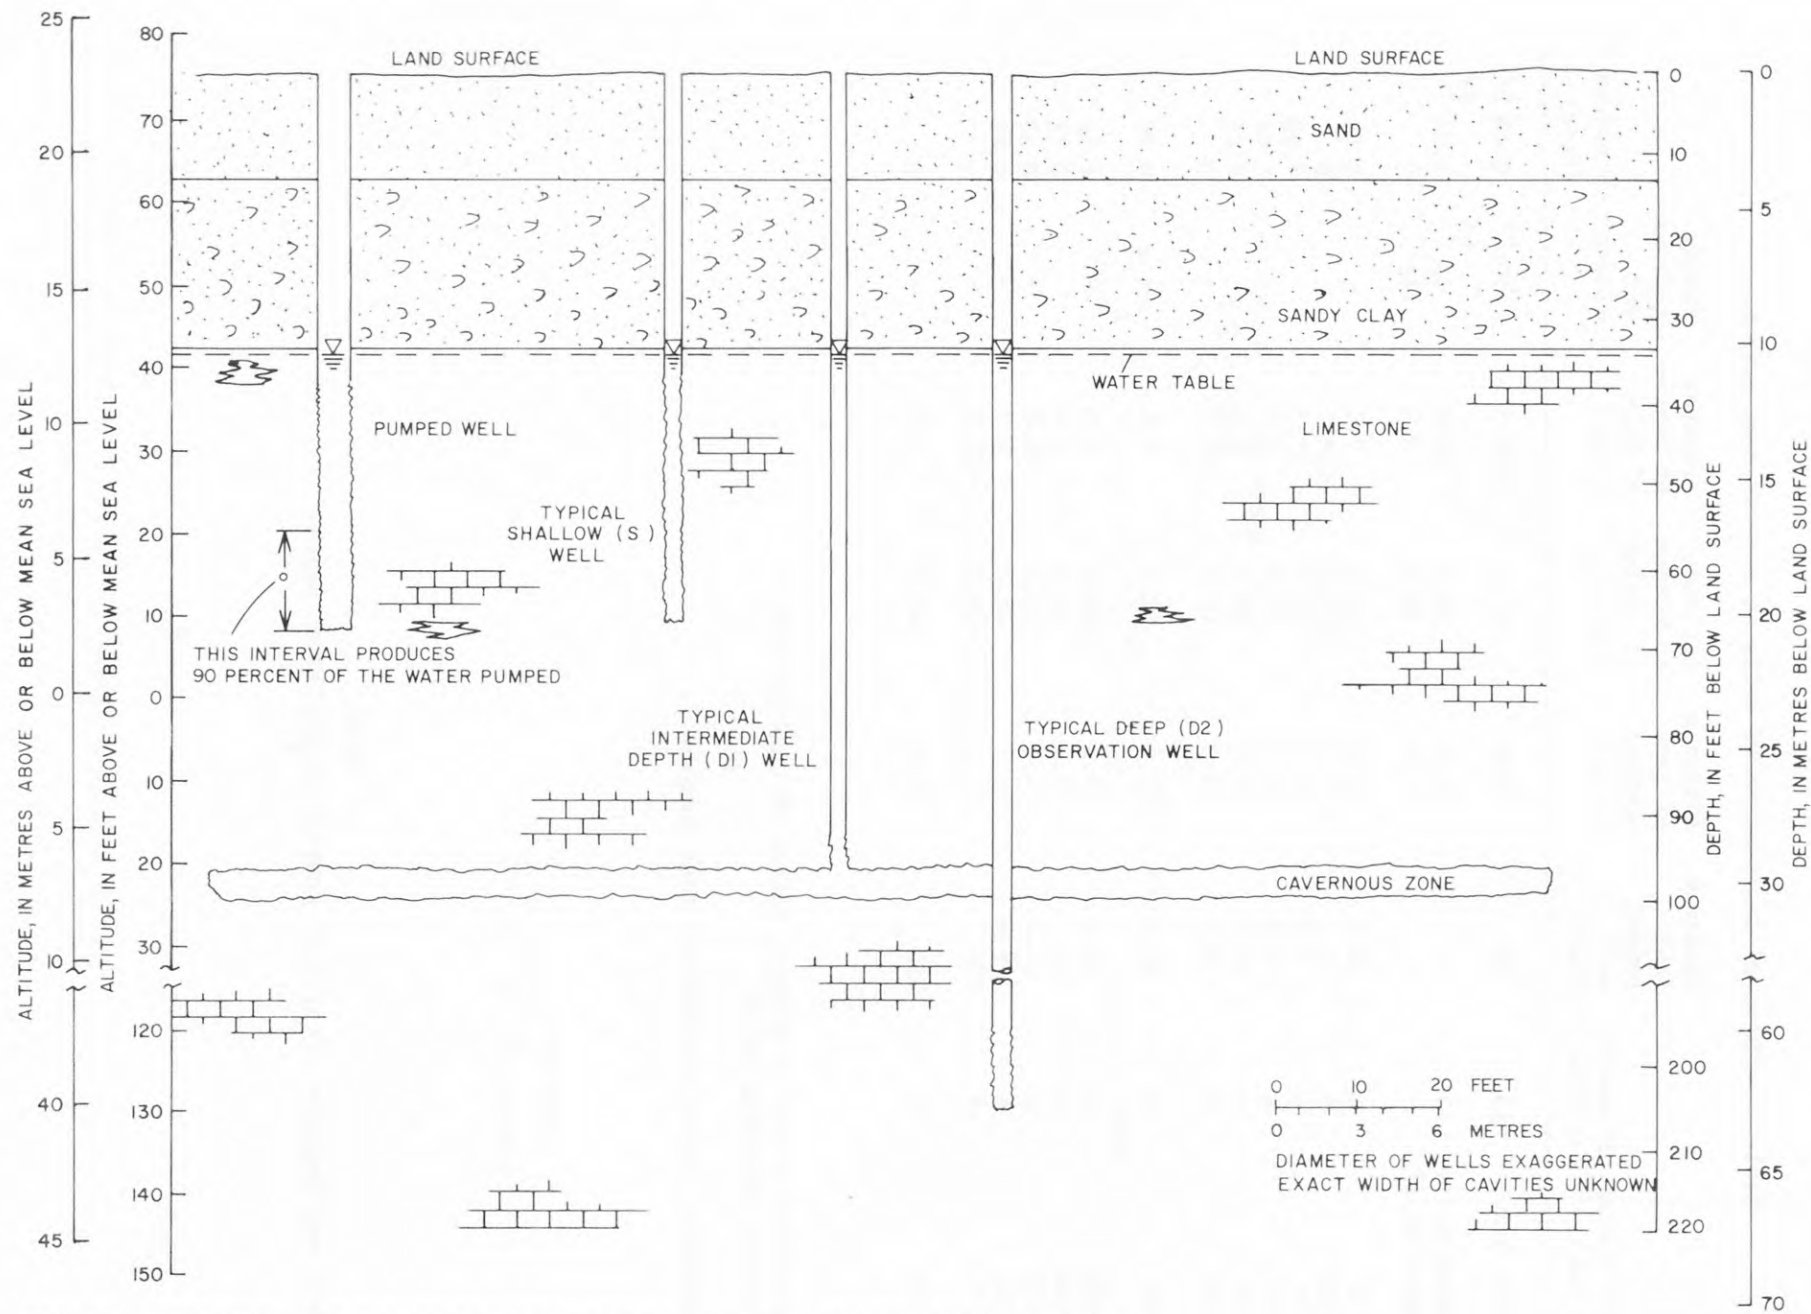 25
20
15
10
5
0
5
10
40
45
ALTITUDE, IN METRES ABOVE OR BELOW MEAN SEA LEVEL
80
70
60
50
40
30
20
10
0
10
20
30
120
130
140
150
ALTITUDE, IN FEET ABOVE OR BELOW MEAN SEA LEVEL
LAND SURFACE
LAND SURFACE
SAND
SANDY CLAY
WATER TABLE
PUMPED WELL
LIMESTONE
TYPICAL
SHALLOW (S)
WELL
THIS INTERVAL PRODUCES
90 PERCENT OF THE WATER PUMPED
TYPICAL
INTERMEDIATE
DEPTH (D1) WELL
TYPICAL DEEP (D2)
OBSERVATION WELL
CAVERNOUS ZONE
0 10 20 FEET
0 3 6 METRES
DIAMETER OF WELLS EXAGGERATED
EXACT WIDTH OF CAVITIES UNKNOWN
0
10
20
30
40
50
60
70
80
90
100
200
210
220
DEPTH, IN FEET BELOW LAND SURFACE
0
5
10
15
20
25
30
60
65
70
DEPTH, IN METRES BELOW LAND SURFACE